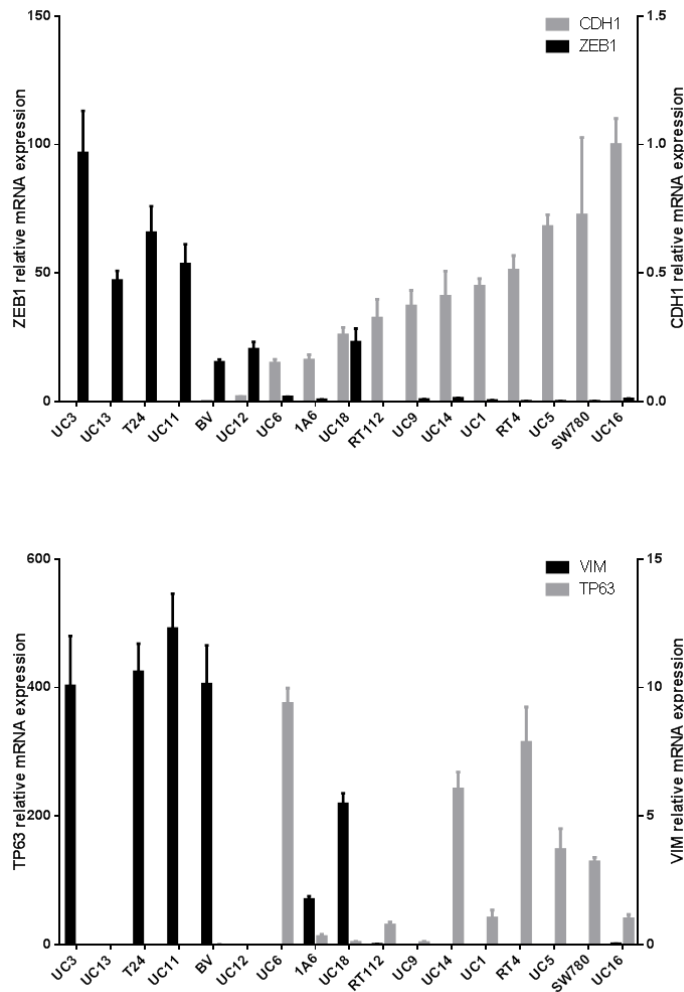 150
100
50
0
ZEB1 relative mRNA expression
CDH1
ZEB1
1.5
1.0
0.5
0.0
CDH1 relative mRNA expression
UC3 UC13 T24 UC11 BV UC12 UC6 1A6 UC18 RT112 UC9 UC14 UC1 RT4 UC5 SW780 UC16
600
400
200
0
TP63 relative mRNA expression
VIM
TP63
15
10
5
0
VIM relative mRNA expression
UC3 UC13 T24 UC11 BV UC12 UC6 1A6 UC18 RT112 UC9 UC14 UC1 RT4 UC5 SW780 UC16